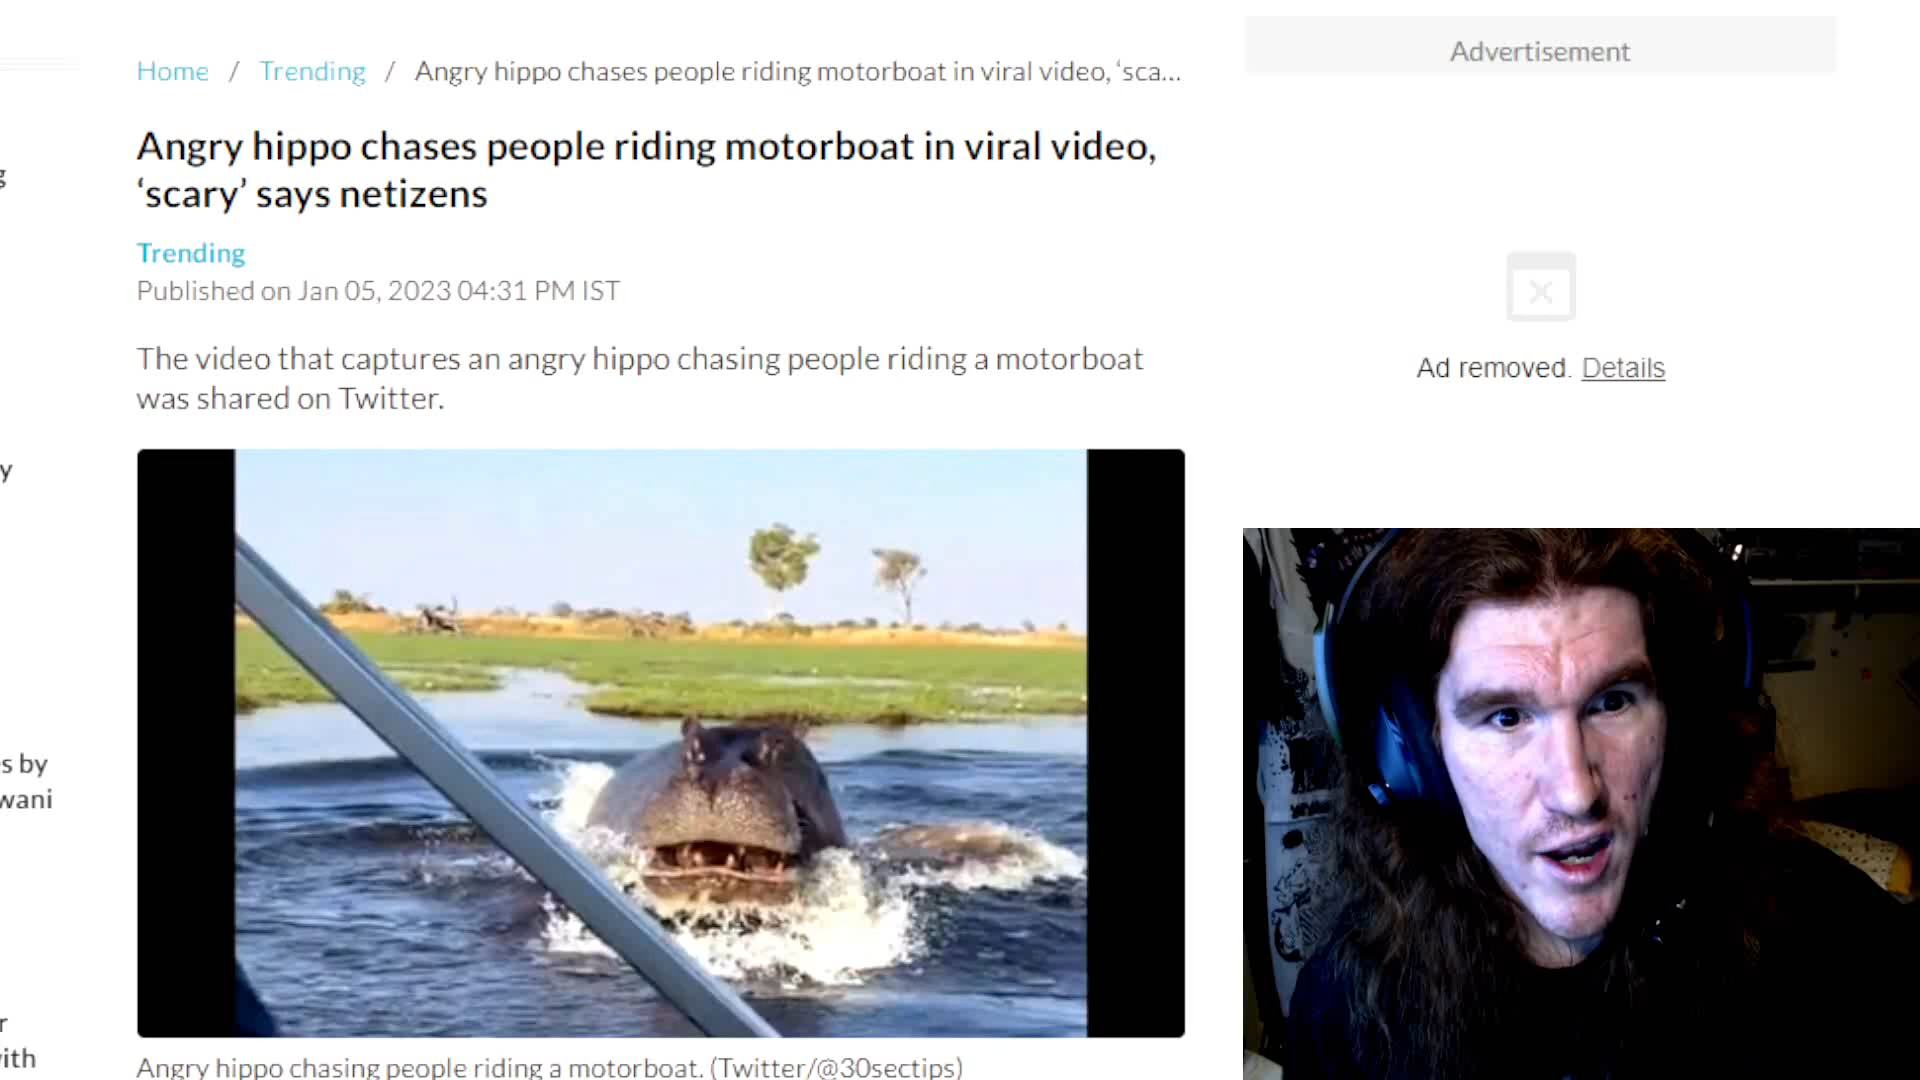 Home / Trending / Angry hippo chases people riding motorboat in viral video, ‘sca...
Advertisement
Angry hippo chases people riding motorboat in viral video,
‘scary’ says netizens
Trending
Published on Jan 05, 2023 04:31 PM IST
The video that captures an angry hippo chasing people riding a motorboat
was shared on Twitter.
Ad removed. Details
y
s by
wani
r
ith
Angry hippo chasing people riding a motorboat. (Twitter/@30sectips)